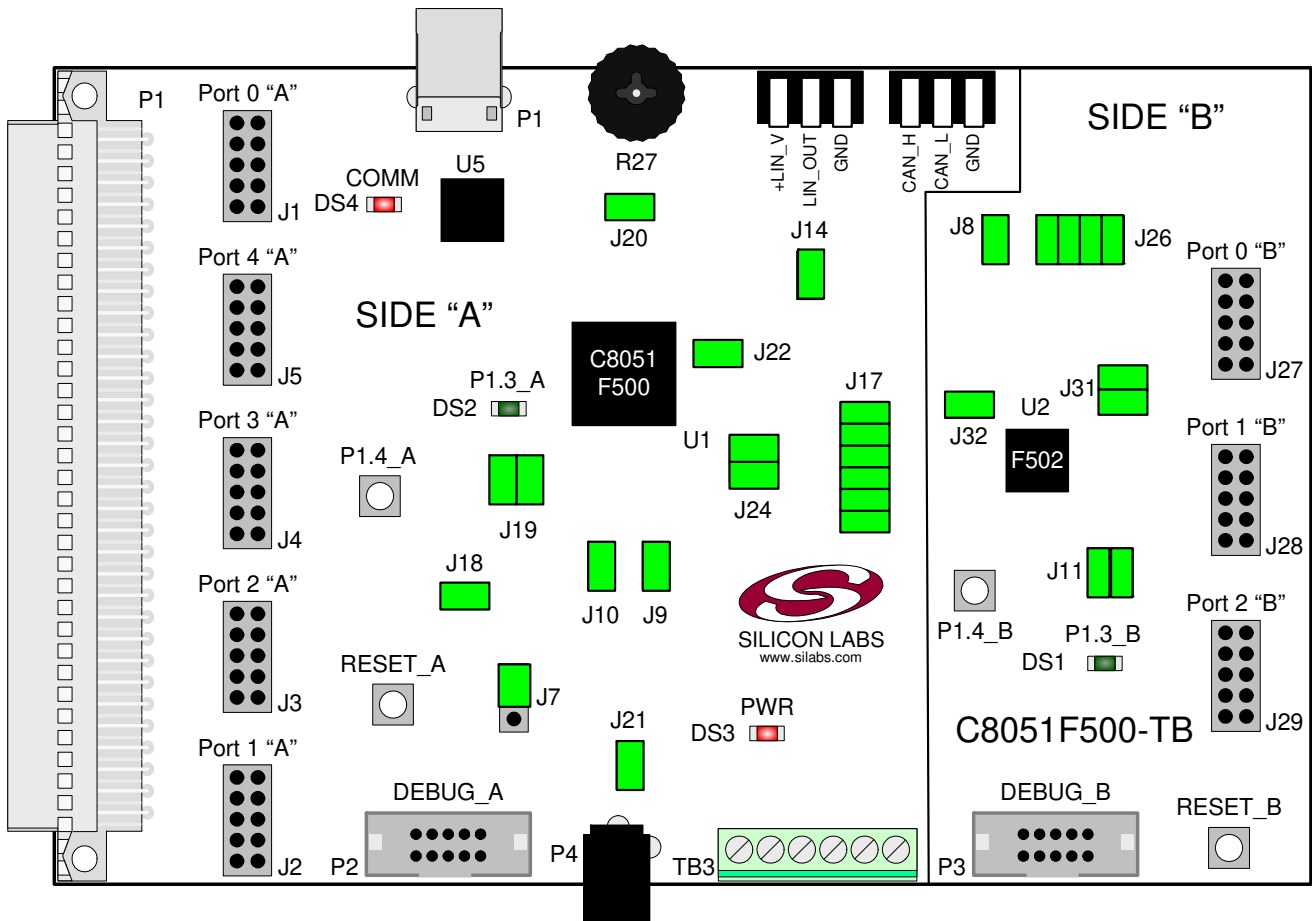 P1
Port 0 “A”
J1
P1
R27
+LIN_V
LIN_OUT
GND
CAN_H
CAN_L
GND
SIDE “B”
COMM
DS4
U5
J20
J14
J8
J26
Port 0 “B”
J27
Port 4 “A”
J5
SIDE “A”
C8051
F500
J22
J17
J31
J32
U2
F502
P1.3_A
DS2
U1
J24
Port 3 “A”
J4
P1.4_A
J19
Port 1 “B”
J28
J18
J10
J9
SILICON LABS
www.silabs.com
J11
P1.4_B
P1.3_B
DS1
Port 2 “A”
J3
RESET_A
J7
J21
PWR
DS3
Port 2 “B”
J29
C8051F500-TB
Port 1 “A”
J2
DEBUG_A
P2
P4
TB3
DEBUG_B
P3
RESET_B